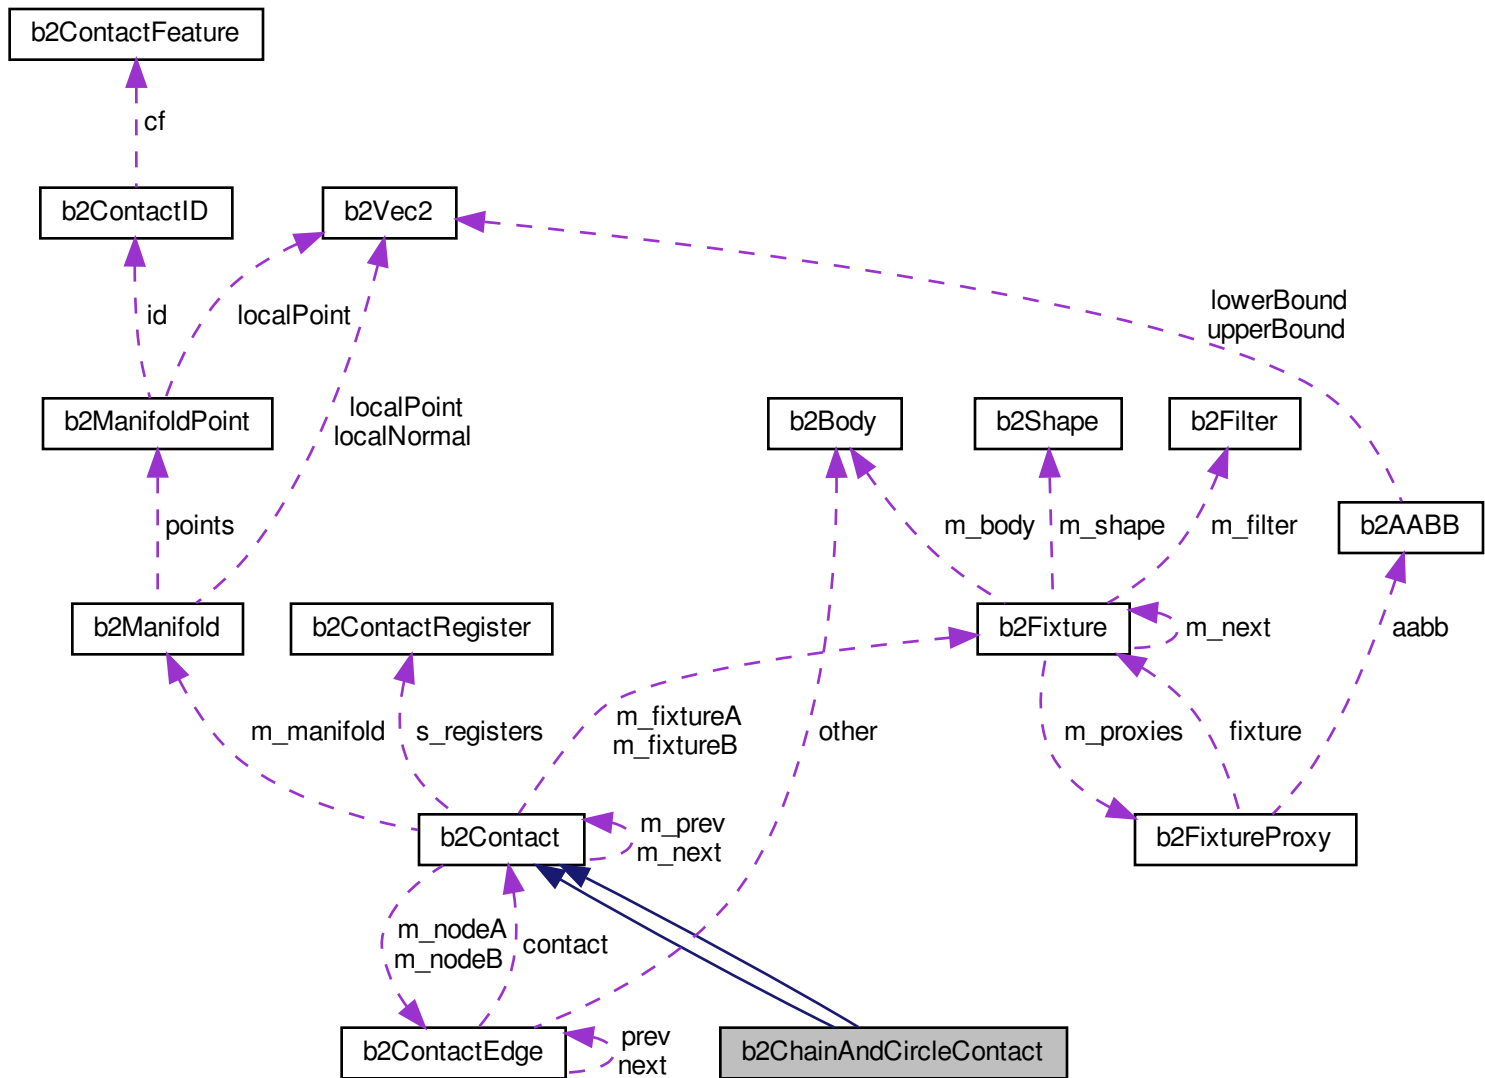 b2ContactFeature
cf
b2ContactID
b2Vec2
lowerBound
upperBound
id
localPoint
localPoint
localNormal
b2ManifoldPoint
b2Body
b2Shape
b2Filter
points
m_body
m_shape
m_filter
b2AABB
b2Manifold
b2ContactRegister
b2Fixture
m_next
aabb
m_manifold
s_registers
m_fixtureA
m_fixtureB
other
m_proxies
fixture
b2Contact
m_prev
m_next
b2FixtureProxy
m_nodeA
m_nodeB
contact
b2ContactEdge
prev
next
b2ChainAndCircleContact